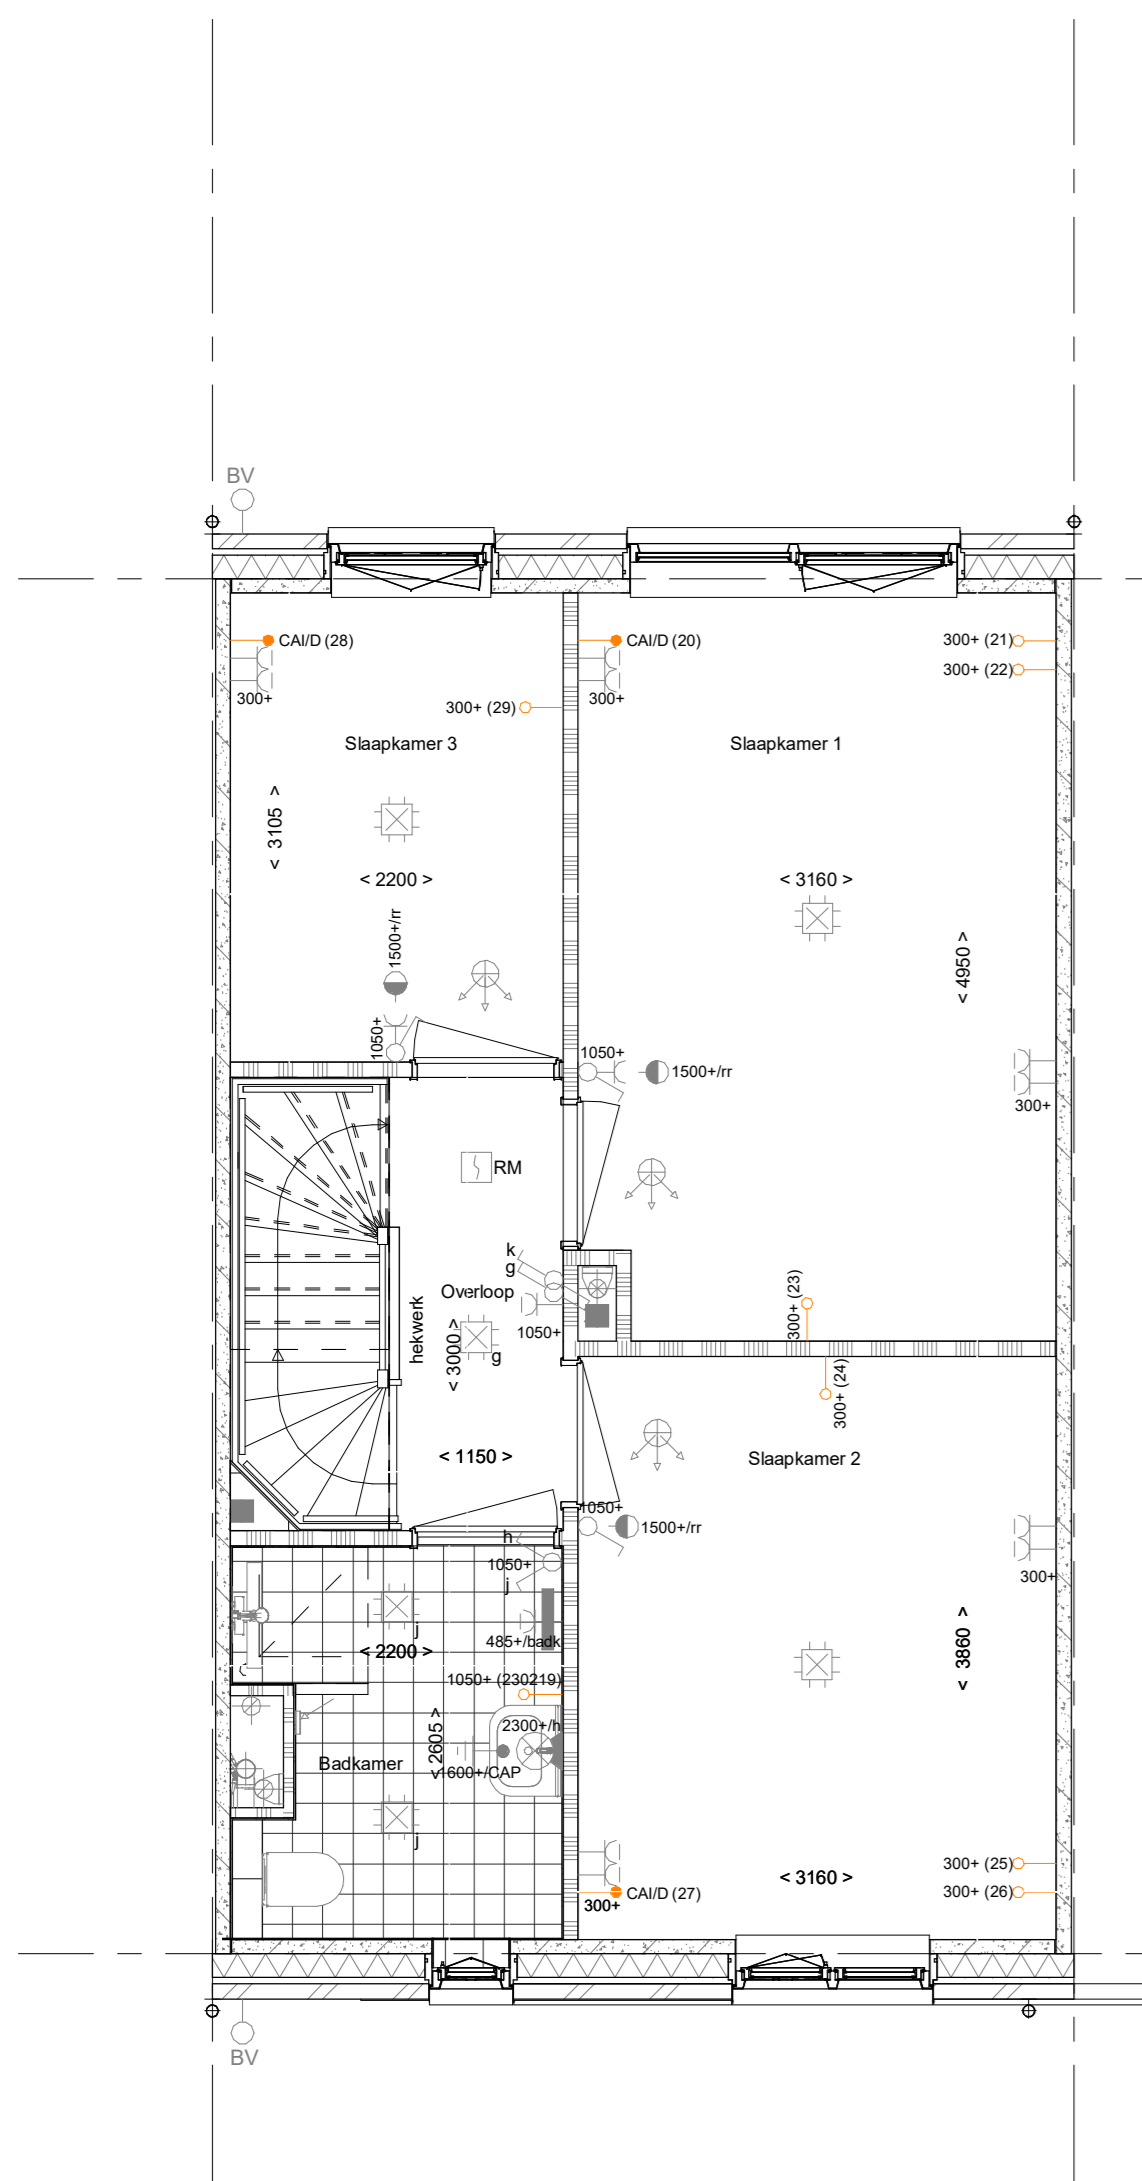 BV
CAI/D (28)
CAI/D (20)
300+ (21)
300+ (22)
300+
300+
300+ (29)
Slaapkamer 3
Slaapkamer 1
< 3105 >
< 2200 >
< 3160 >
1500+/rr
< 4950 >
1050+
1050+
1500+/rr
300+
RM
k
g
Overloop
hekwerk
< 3000 >
1050+
g
300+ (23)
300+ (24)
< 1150 >
Slaapkamer 2
1050+
1500+/rr
h
1050+
j
300+
j
485+/badk
< 2200 >
< 3860 >
1050+ (230219)
2300+/h
< 2605 >
Badkamer
1600+/CAP
j
300+ (25)
< 3160 >
CAI/D (27)
300+ (26)
300+
BV